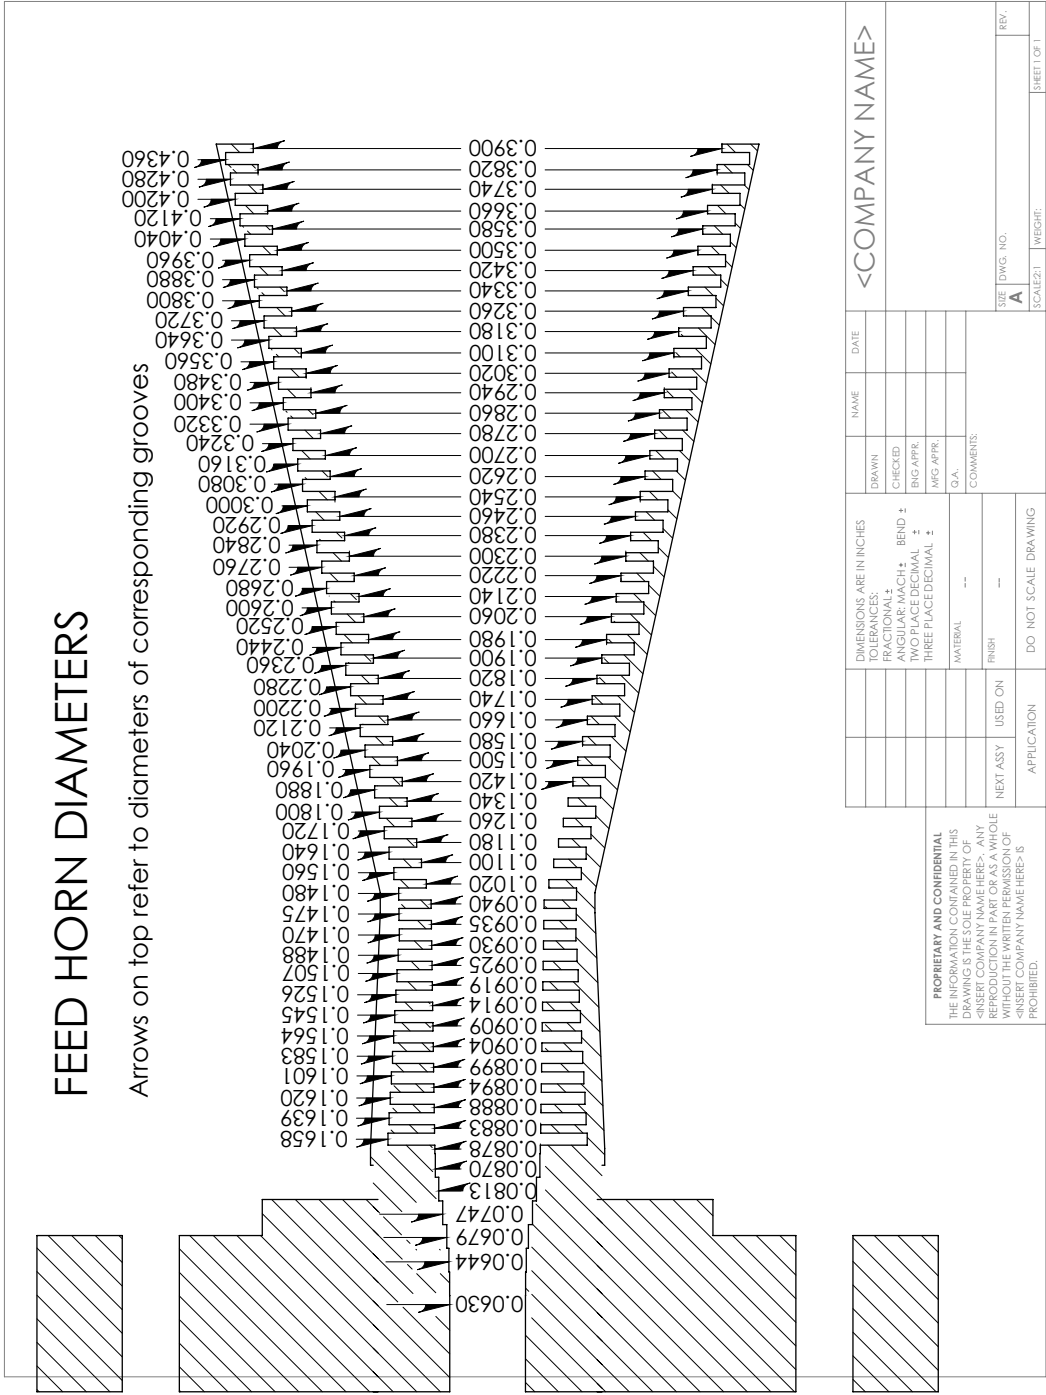 FEED HORN DIAMETERS
Arrows on top refer to diameters of corresponding grooves
0.1658
0.1639
0.1620
0.1601
0.1583
0.1564
0.1545
0.1526
0.1507
0.1488
0.1470
0.1475
0.1480
0.1560
0.1640
0.1720
0.1800
0.1880
0.1960
0.2040
0.2120
0.2200
0.2280
0.2360
0.2440
0.2520
0.2600
0.2680
0.2760
0.2840
0.2920
0.3000
0.3080
0.3160
0.3240
0.3320
0.3400
0.3480
0.3560
0.3640
0.3720
0.3800
0.3880
0.3960
0.4040
0.4120
0.4200
0.4280
0.4360
0.0630
0.0644
0.0679
0.0747
0.0813
0.0870
0.0878
0.0883
0.0888
0.0894
0.0899
0.0904
0.0909
0.0914
0.0919
0.0925
0.0930
0.0935
0.0940
0.1020
0.1100
0.1180
0.1260
0.1340
0.1420
0.1500
0.1580
0.1660
0.1740
0.1820
0.1900
0.1980
0.2060
0.2140
0.2220
0.2300
0.2380
0.2460
0.2540
0.2620
0.2700
0.2780
0.2860
0.2940
0.3020
0.3100
0.3180
0.3260
0.3340
0.3420
0.3500
0.3580
0.3660
0.3740
0.3820
0.3900
PROPRIETARY AND CONFIDENTIAL
THE INFORMATION CONTAINED IN THIS
DRAWING IS THE SOLE PROPERTY OF
<INSERT COMPANY NAME HERE>. ANY
REPRODUCTION IN PART OR AS A WHOLE
WITHOUT THE WRITTEN PERMISSION OF
<INSERT COMPANY NAME HERE> IS
PROHIBITED.
NEXT ASSY
USED ON
APPLICATION
DIMENSIONS ARE IN INCHES
TOLERANCES:
FRACTIONAL ±
ANGULAR: MACH ± BEND ±
TWO PLACE DECIMAL ±
THREE PLACE DECIMAL ±
MATERIAL
--
FINISH
--
DO NOT SCALE DRAWING
NAME
DATE
DRAWN
CHECKED
ENG APPR.
MFG APPR.
Q.A.
COMMENTS:
<COMPANY NAME>
SIZE
A
DWG. NO.
REV.
SCALE:2:1
WEIGHT:
SHEET 1 OF 1